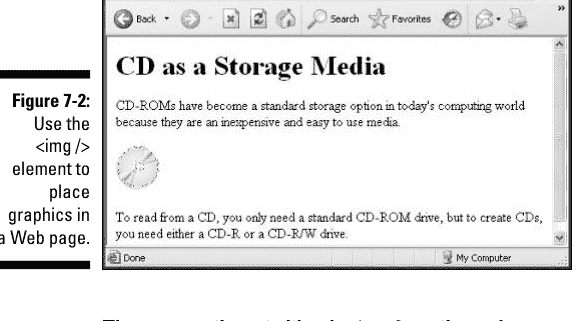 Back
Search
Favorites
»
CD as a Storage Media
CD-ROMs have become a standard storage option in today's computing world
because they are an inexpensive and easy to use media.
To read from a CD, you only need a standard CD-ROM drive, but to create CDs,
you need either a CD-R or a CD-R/W drive.
Done
My Computer
Figure 7-2:
Use the
<img />
element to
place
graphics in
a Web page.